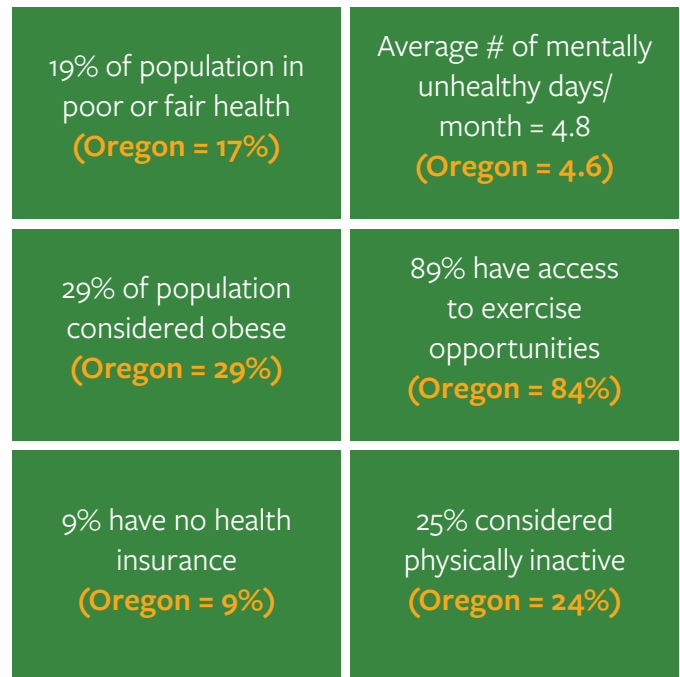 19% of population in
poor or fair health
(Oregon = 17%)
Average # of mentally
unhealthy days/
month = 4.8
(Oregon = 4.6)
29% of population
considered obese
(Oregon = 29%)
89% have access
to exercise
opportunities
(Oregon = 84%)
9% have no health
insurance
(Oregon = 9%)
25% considered
physically inactive
(Oregon = 24%)